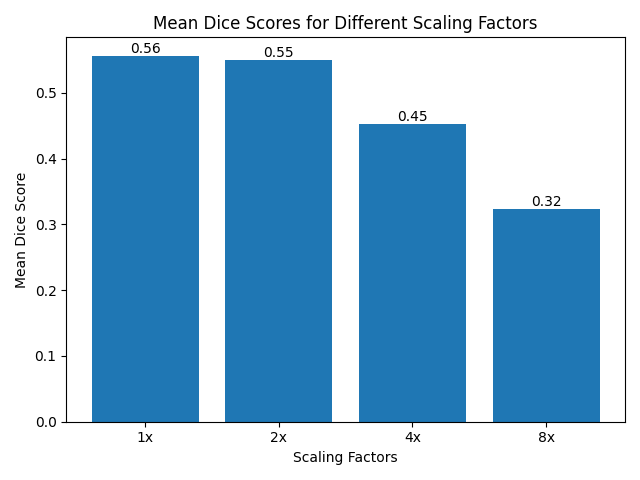 Mean Dice Scores for Different Scaling Factors
0.56
0.55
0.45
0.32
Mean Dice Score
0.5
0.4
0.3
0.2
0.1
0.0
1x 2x 4x 8x
Scaling Factors